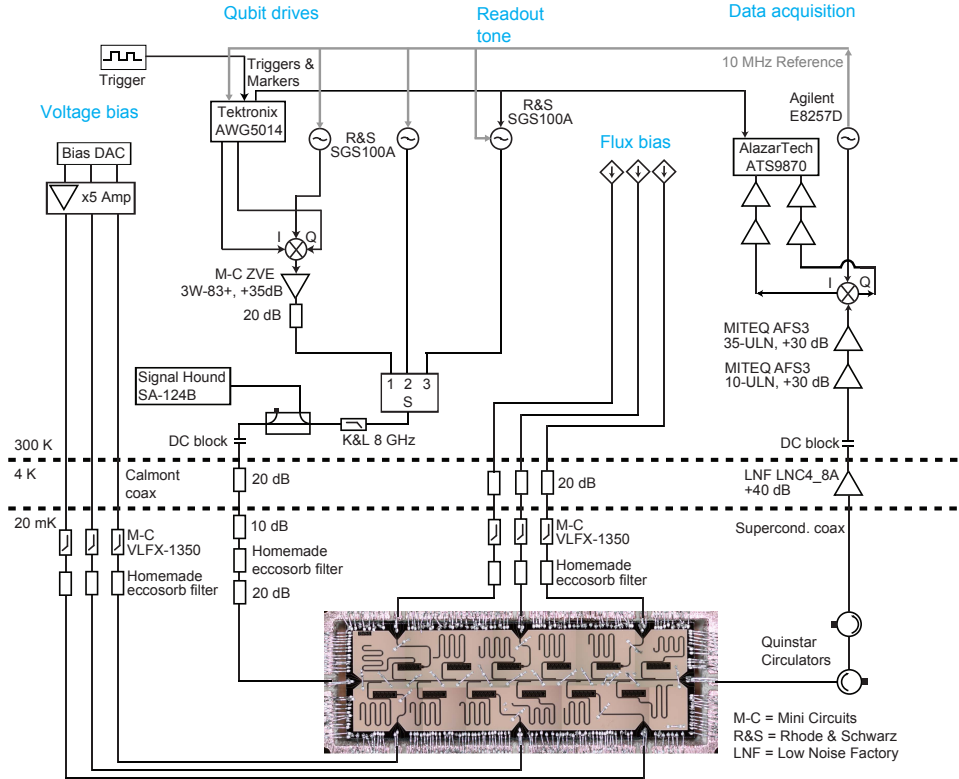 Qubit drives
Readout
tone
Data acquisition
Trigger
Triggers &
Markers
10 MHz Reference
Voltage bias
Tektronix
AWG5014
R&S
SGS100A
R&S
SGS100A
Agilent
E8257D
Bias DAC
x5 Amp
Flux bias
AlazarTech
ATS9870
I
Q
M-C ZVE
3W-83+, +35dB
20 dB
I
Q
MITEQ AFS3
35-ULN, +30 dB
MITEQ AFS3
10-ULN, +30 dB
Signal Hound
SA-124B
1 2 3
S
K&L 8 GHz
DC block
DC block
300 K
4 K
Calmont
coax
20 dB
20 dB
LNF LNC4_8A
+40 dB
20 mK
M-C
VLFX-1350
10 dB
M-C
VLFX-1350
Supercond. coax
Homemade
eccosorb filter
Homemade
eccosorb filter
20 dB
Homemade
eccosorb filter
Quinstar
Circulators
M-C = Mini Circuits
R&S = Rhode & Schwarz
LNF = Low Noise Factory